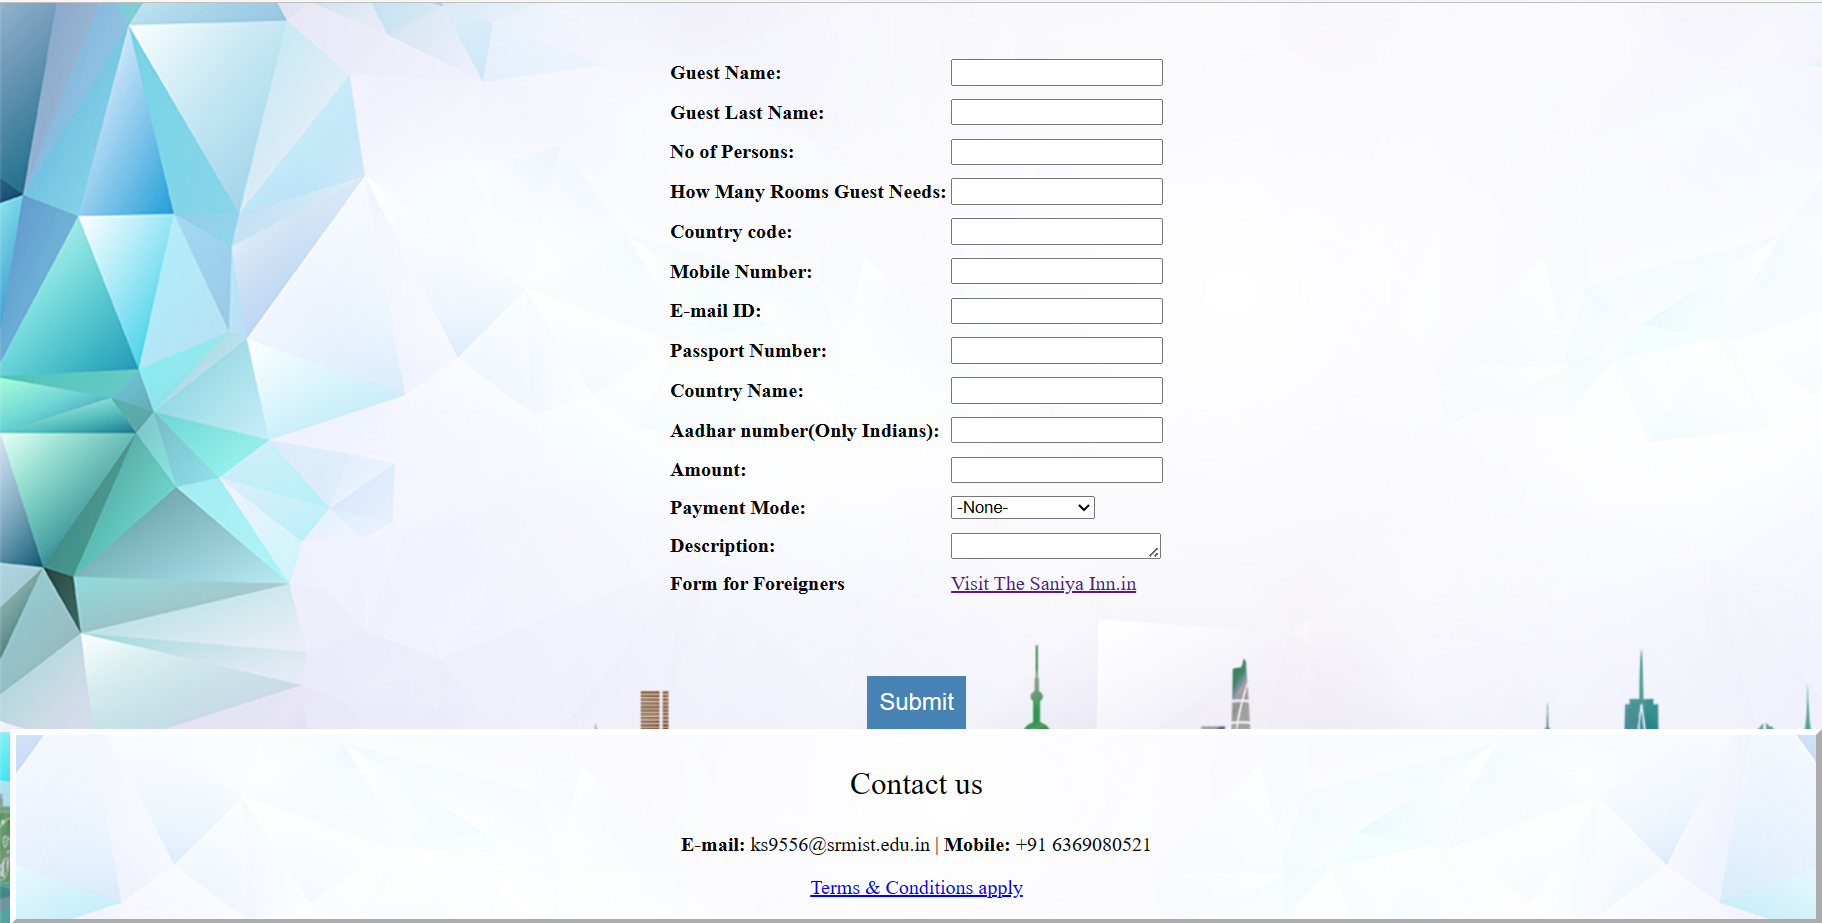 Guest Name:
Guest Last Name:
No of Persons:
How Many Rooms Guest Needs:
Country code:
Mobile Number:
E-mail ID:
Passport Number:
Country Name:
Aadhar number(Only Indians):
Amount:
Payment Mode: -None-
Description:
Form for Foreigners Visit The Saniya Inn.in
Submit
Contact us
E-mail: ks9556@srmist.edu.in | Mobile: +91 6369080521
Terms & Conditions apply